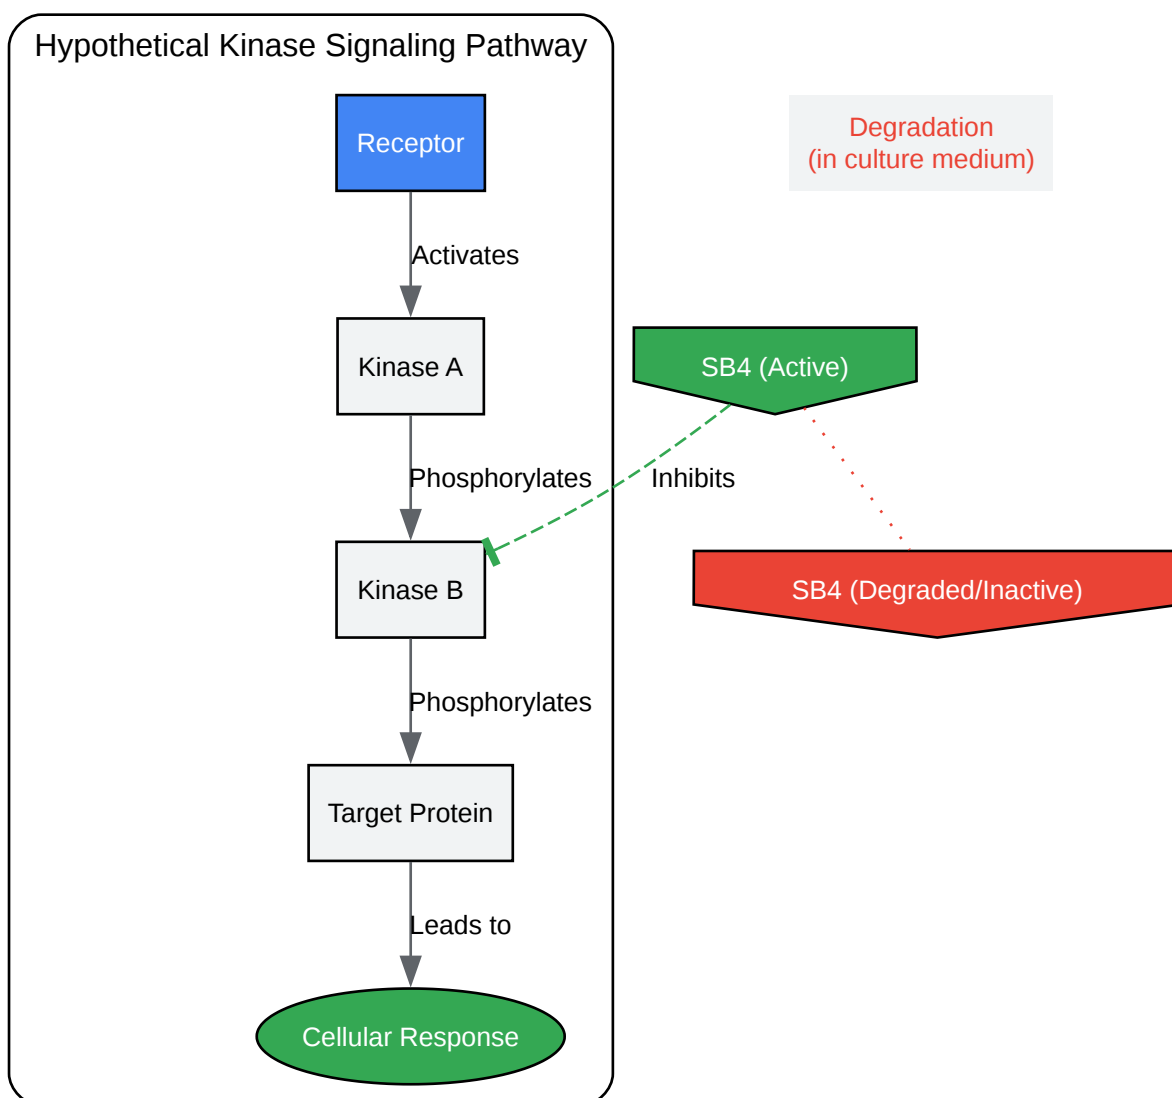 Hypothetical Kinase Signaling Pathway
Receptor
Degradation
(in culture medium)
Activates
Kinase A
SB4 (Active)
Phosphorylates
Inhibits
Kinase B
SB4 (Degraded/Inactive)
Phosphorylates
Target Protein
Leads to
Cellular Response